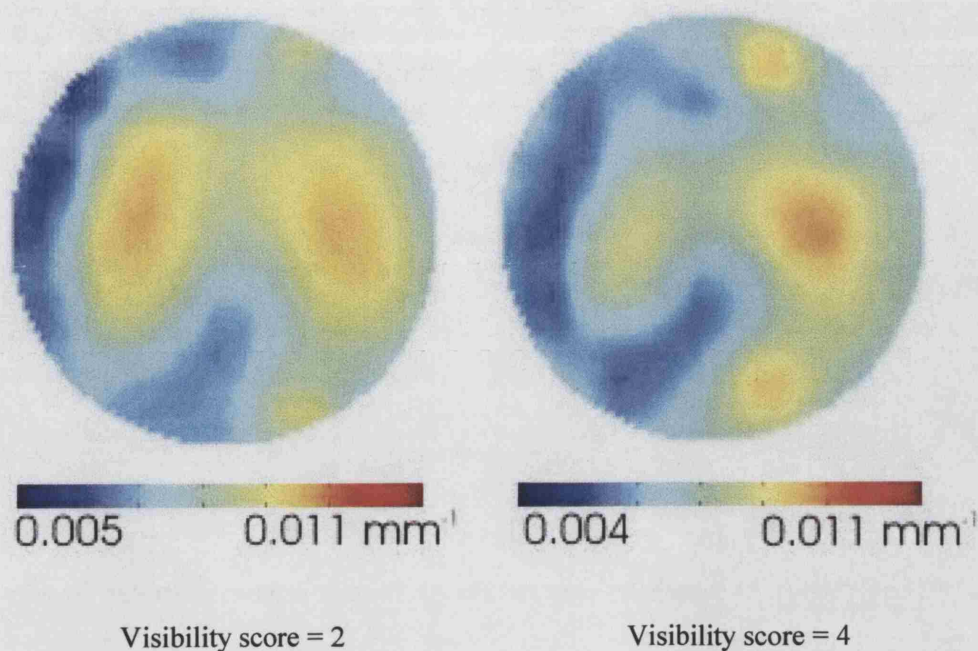 0.005 0.011 mm⁻¹ 0.004 0.011 mm⁻¹
Visibility score = 2 Visibility score = 4